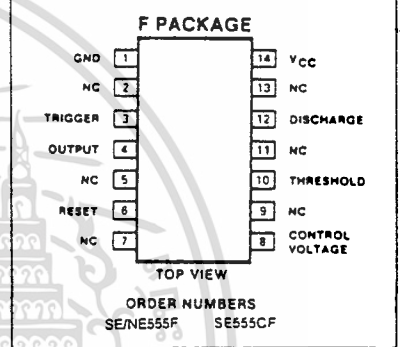 F PACKAGE
GND 1 14 VCC
NC 2 13 NC
TRIGGER 3 12 DISCHARGE
OUTPUT 4 11 NC
NC 5 10 THRESHOLD
RESET 6 9 NC
NC 7 8 CONTROL
VOLTAGE
TOP VIEW
ORDER NUMBERS
SE/NE555F SE555CF